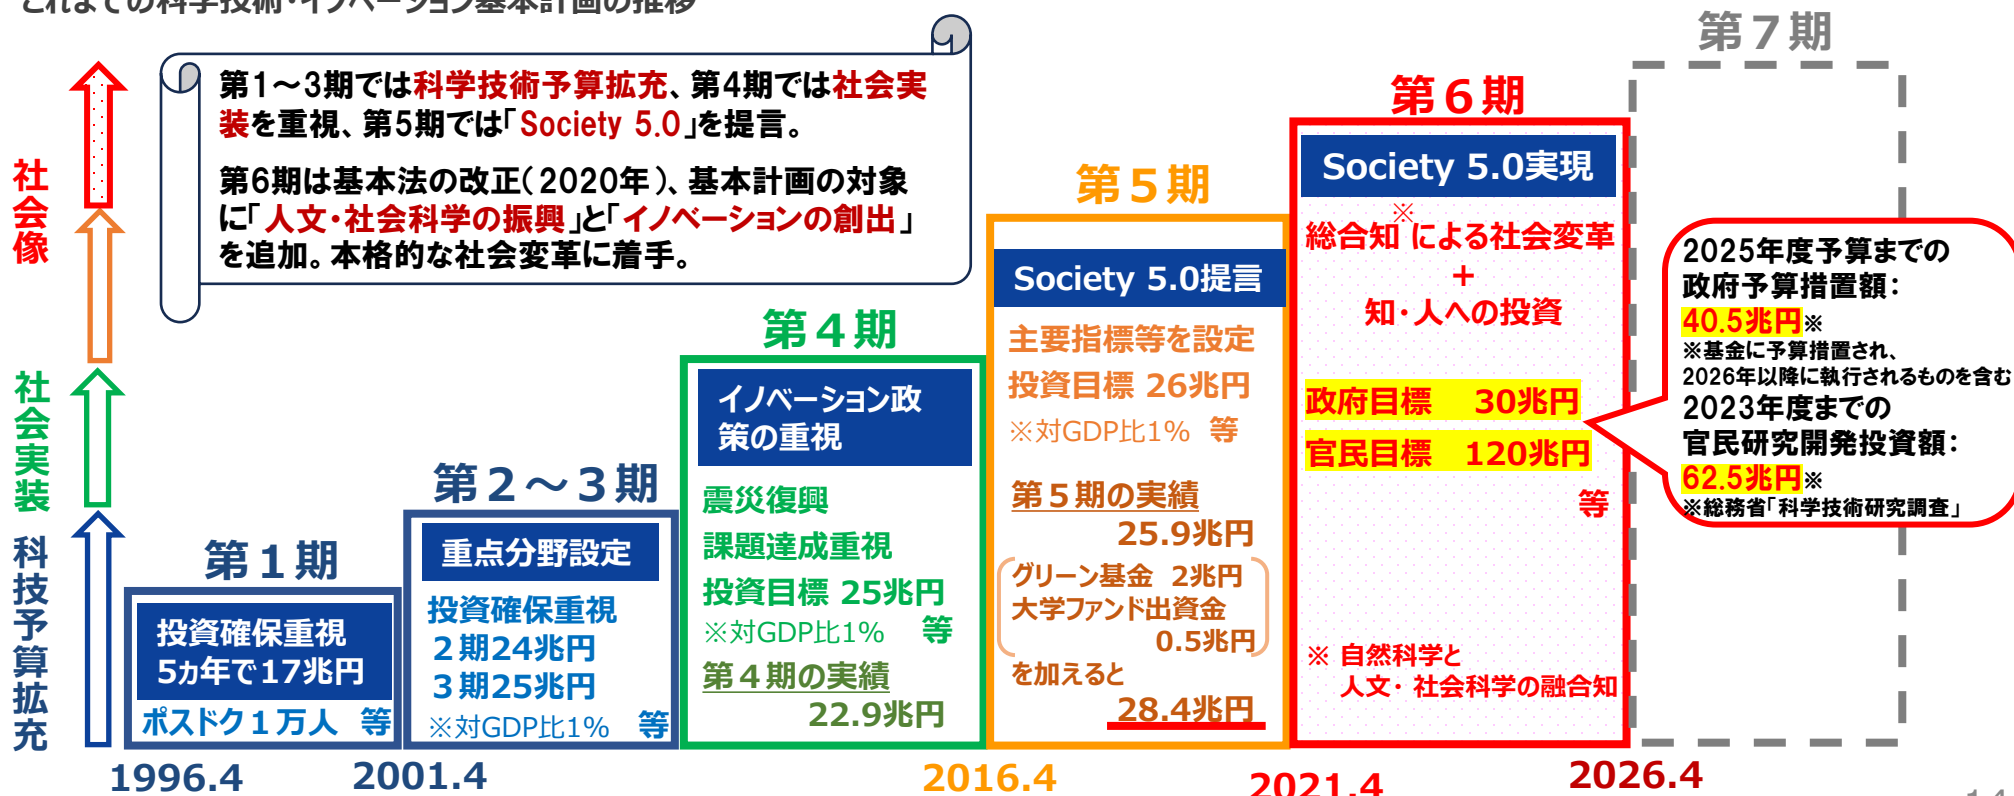 これまでの科学技術・イノベーション基本計画の推移
第1～3期では科学技術予算拡充、第4期では社会実
装を重視、第5期では「Society 5.0」を提言。
第6期は基本法の改正（2020年）、基本計画の対象
に「人文・社会科学の振興」と「イノベーションの創出」
を追加。本格的な社会変革に着手。
社会像
社会実装
科技予算拡充
第１期
投資確保重視
5ヵ年で17兆円
ポスドク１万人 等
第２～３期
重点分野設定
投資確保重視
２期24兆円
３期25兆円
※対GDP比1% 等
第４期
イノベーション政
策の重視
震災復興
課題達成重視
投資目標 25兆円
※対GDP比1% 等
第４期の実績
22.9兆円
第５期
Society 5.0提言
主要指標等を設定
投資目標 26兆円
※対GDP比1% 等
第５期の実績
25.9兆円
グリーン基金 2兆円
大学ファンド出資金
0.5兆円
を加えると
28.4兆円
第６期
Society 5.0実現
総合知※による社会変革
+
知・人への投資
政府目標 30兆円
官民目標 120兆円
等
※ 自然科学と
人文・社会科学の融合知
第７期
2025年度予算までの
政府予算措置額：
40.5兆円※
※基金に予算措置され、
2026年以降に執行されるものを含む
2023年度までの
官民研究開発投資額：
62.5兆円※
※総務省「科学技術研究調査」
1996.4
2001.4
2016.4
2021.4
2026.4
14